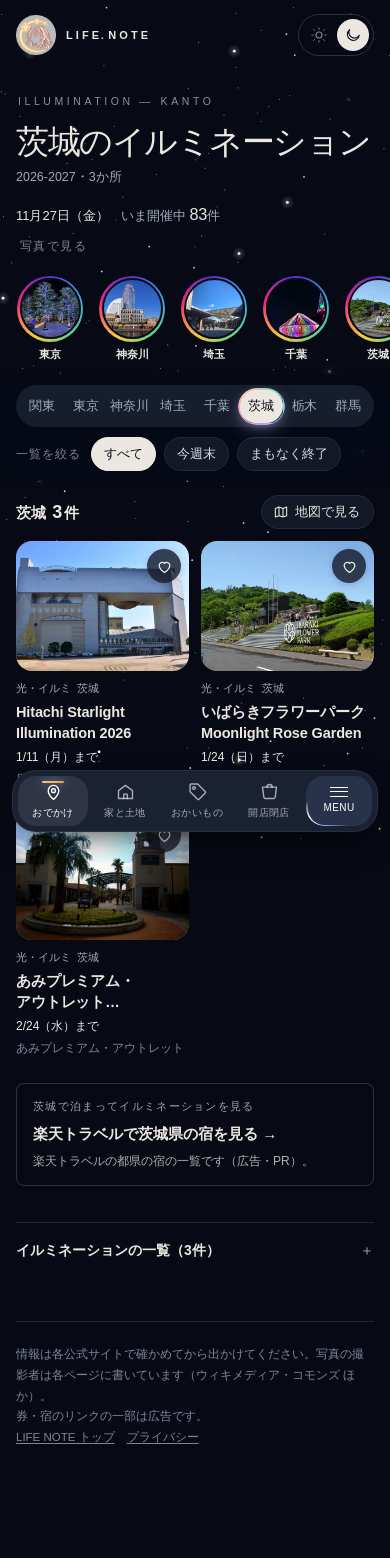 LIFE.NOTE
ILLUMINATION — KANTO
茨城のイルミネーション
2026-2027・3か所
11月27日（金） いま開催中 83件
写真で見る
東京 神奈川 埼玉 千葉 茨城
関東 東京 神奈川 埼玉 千葉 茨城 栃木 群馬
一覧を絞る すべて 今週末 まもなく終了
茨城 3件 地図で見る
光・イルミ 茨城
Hitachi Starlight
Illumination 2026
1/11（月）まで
光・イルミ 茨城
いばらきフラワーパーク
Moonlight Rose Garden
1/24（日）まで
おでかけ 家と土地 おかいもの 開店閉店 MENU
光・イルミ 茨城
あみプレミアム・
アウトレット…
2/24（水）まで
あみプレミアム・アウトレット
茨城で泊まってイルミネーションを見る
楽天トラベルで茨城県の宿を見る →
楽天トラベルの都県の宿の一覧です（広告・PR）。
イルミネーションの一覧（3件） +
情報は各公式サイトで確かめてから出かけてください。写真の撮
影者は各ページに書いています（ウィキメディア・コモンズ ほ
か）。
券・宿のリンクの一部は広告です。
LIFE NOTE トップ プライバシー